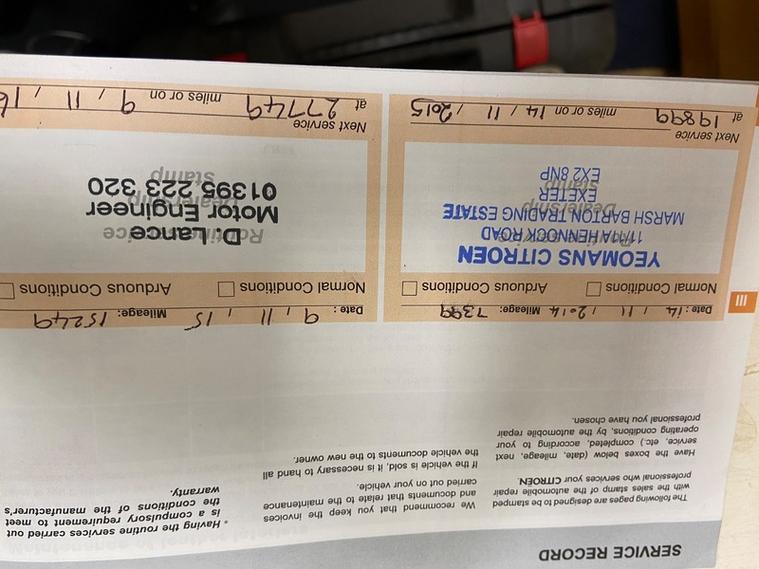 SERVICE RECORD
The following pages are designed to be stamped
with the sales stamp of the automobile repair
professional who services your CITROËN.
Have the boxes below (date, mileage, next
service, etc.) completed, according to your
operating conditions, by the automobile repair
professional you have chosen.
We recommend that you keep the invoices
and documents that relate to the maintenance
carried out on your vehicle.
If the vehicle is sold, it is necessary to hand all
the vehicle documents to the new owner.
* Having the routine services carried out
is a compulsory requirement to meet
the conditions of the manufacturer's
warranty.
III
Date : 14 / 11 / 2014 Mileage: 7399
Normal Conditions Arduous Conditions
YEOMANS CITROEN
11A HENNOCK ROAD
MARSH BARTON TRADING ESTATE
EXETER
EX2 8NP
Dealership
Stamp
Next service
at 19899 miles or on 14 / 11 / 2015
Date : 9 / 11 / 15 Mileage: 15249
Normal Conditions Arduous Conditions
Routine service
D. Lance
Motor Engineer
01395 223 320
Dealership
Stamp
Next service
at 27749 miles or on 9 / 11 / 16